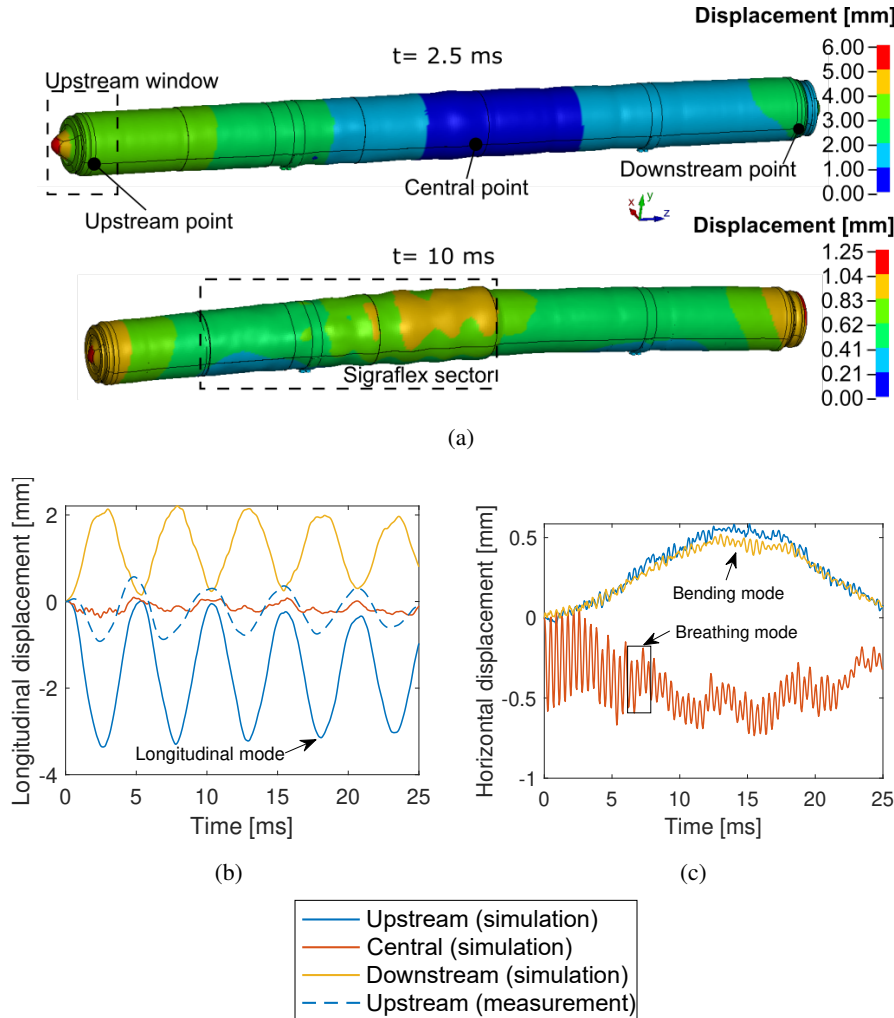 Displacement [mm]
t= 2.5 ms
Upstream window
6.00
5.00
4.00
3.00
2.00
1.00
0.00
Upstream point
Central point
Downstream point
x
y
z
Displacement [mm]
t= 10 ms
1.25
1.04
0.83
0.62
0.41
0.21
0.00
Sigraflex sector
(a)
Longitudinal displacement [mm]
2
0
-2
-4
Longitudinal mode
0
5
10
15
20
25
Time [ms]
(b)
Horizontal displacement [mm]
0.5
0
-0.5
-1
Bending mode
Breathing mode
0
5
10
15
20
25
Time [ms]
(c)
Upstream (simulation)
Central (simulation)
Downstream (simulation)
Upstream (measurement)